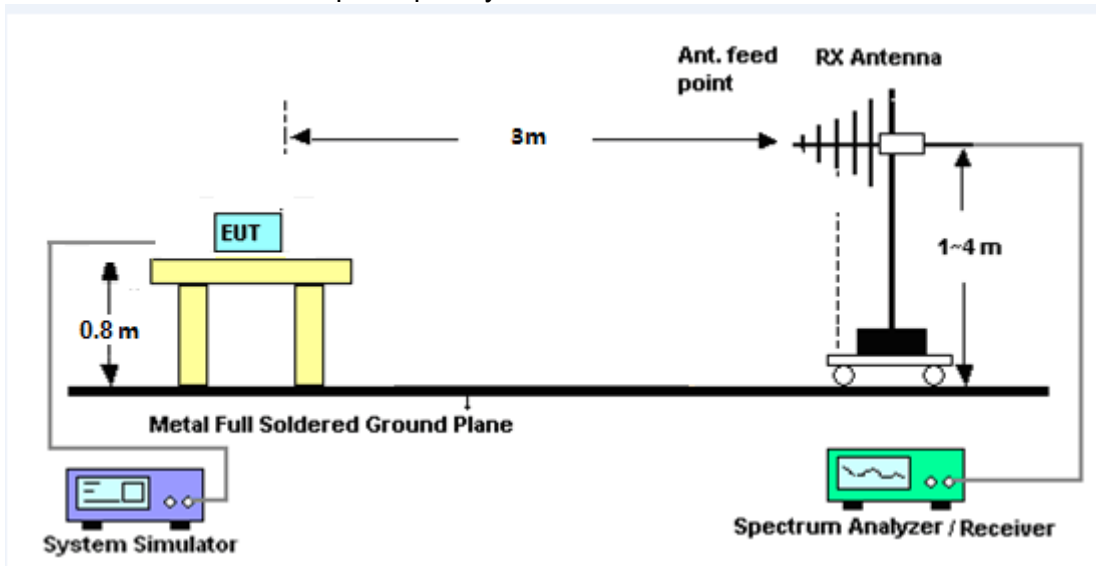 Ant. feed
point
RX Antenna
3m
EUT
1~4 m
0.8 m
Metal Full Soldered Ground Plane
System Simulator
Spectrum Analyzer / Receiver